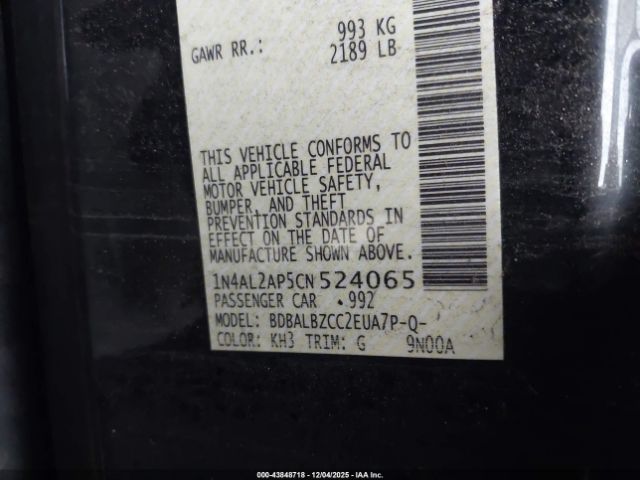 993 KG
GAWR RR.: 2189 LB
THIS VEHICLE CONFORMS TO
ALL APPLICABLE FEDERAL
MOTOR VEHICLE SAFETY,
BUMPER, AND THEFT
PREVENTION STANDARDS IN
EFFECT ON THE DATE OF
MANUFACTURE SHOWN ABOVE.
1N4AL2AP5CN524065
PASSENGER CAR •992
MODEL: BDBALBZCC2EUA7P-Q-
COLOR: KH3 TRIM: G 9N00A
000-43848718 - 12/04/2025 - IAA Inc.